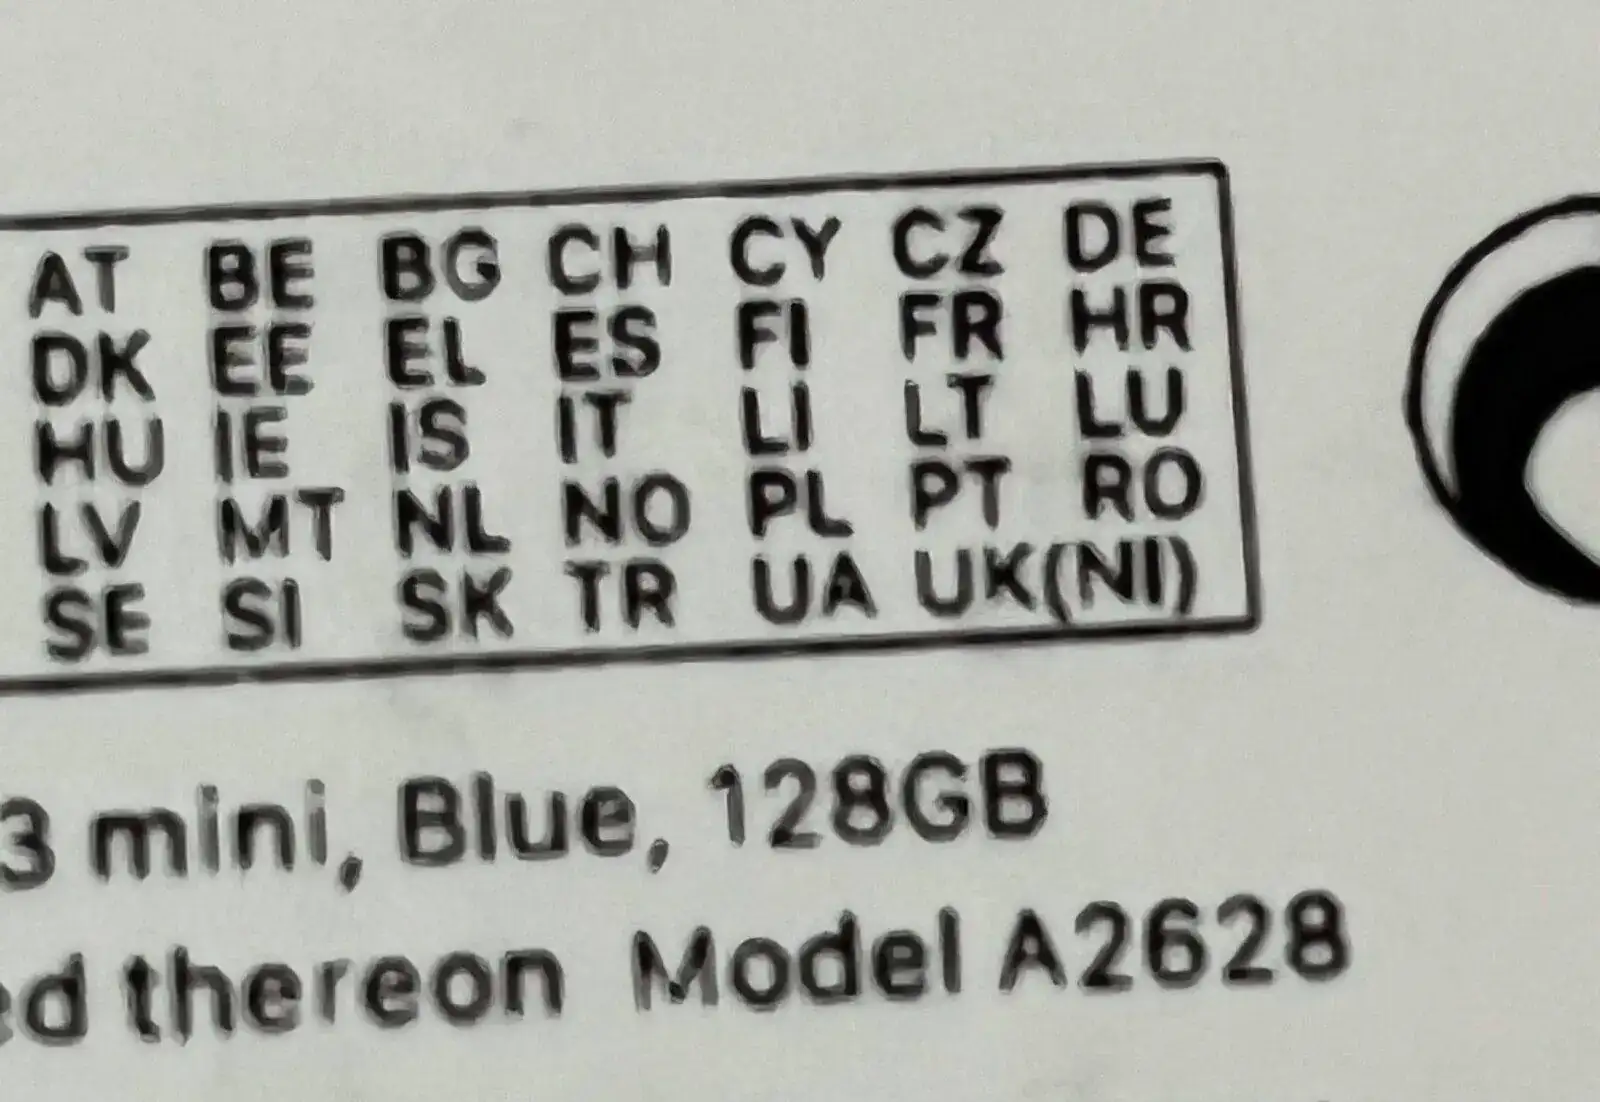 AT BE BG CH CY CZ DE
DK EE EL ES FI FR HR
HU IE IS IT LI LT LU
LV MT NL NO PL PT RO
SE SI SK TR UA UK(NI)
3 mini, Blue, 128GB
ed thereon Model A2628